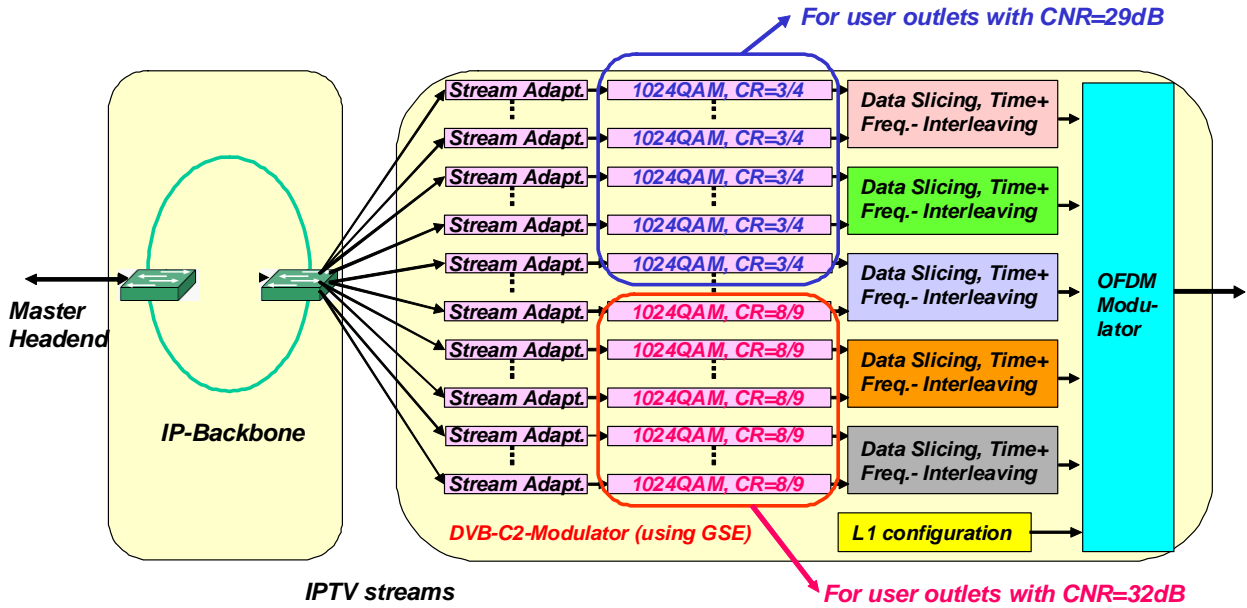 For user outlets with CNR=29dB
Stream Adapt.
1024QAM, CR=3/4
Data Slicing, Time+
Freq.- Interleaving
Stream Adapt.
1024QAM, CR=3/4
Stream Adapt.
1024QAM, CR=3/4
Data Slicing, Time+
Freq.- Interleaving
Stream Adapt.
1024QAM, CR=3/4
Stream Adapt.
1024QAM, CR=3/4
Data Slicing, Time+
Freq.- Interleaving
Stream Adapt.
1024QAM, CR=8/9
Stream Adapt.
1024QAM, CR=8/9
Data Slicing, Time+
Freq.- Interleaving
Stream Adapt.
1024QAM, CR=8/9
Stream Adapt.
1024QAM, CR=8/9
Data Slicing, Time+
Freq.- Interleaving
Stream Adapt.
1024QAM, CR=8/9
OFDM
Modu-
lator
Master
Headend
IP-Backbone
DVB-C2-Modulator (using GSE)
L1 configuration
IPTV streams
For user outlets with CNR=32dB